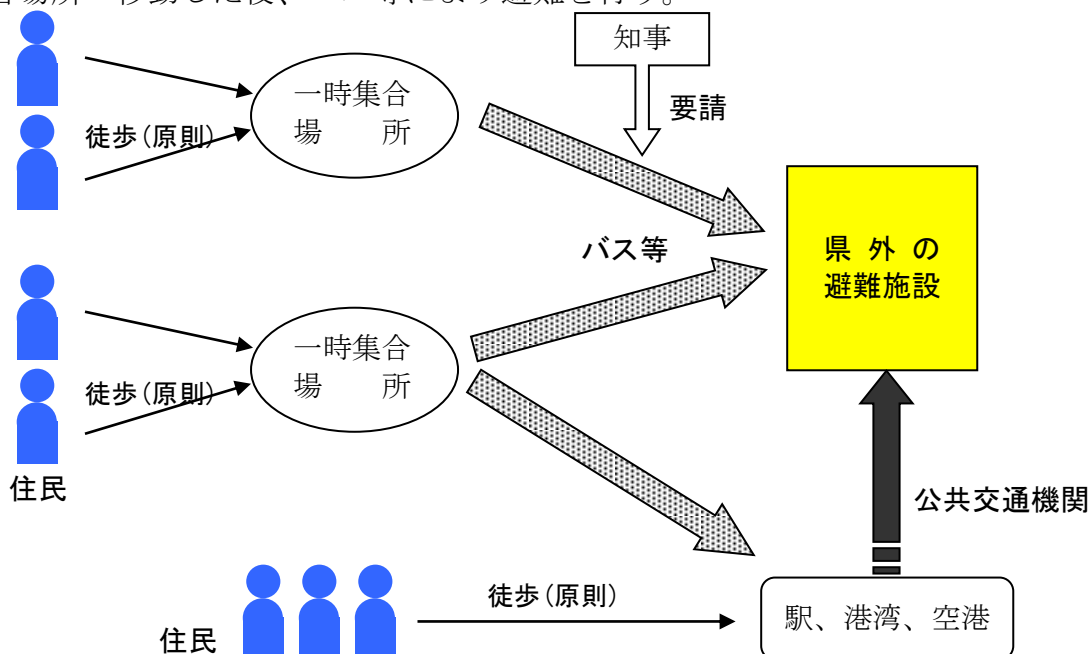 知事
要請
一時集合
場　　所
徒歩(原則)
バス等
県 外 の
避難施設
一時集合
場　　所
徒歩(原則)
住民
公共交通機関
徒歩(原則)
駅、港湾、空港
住民